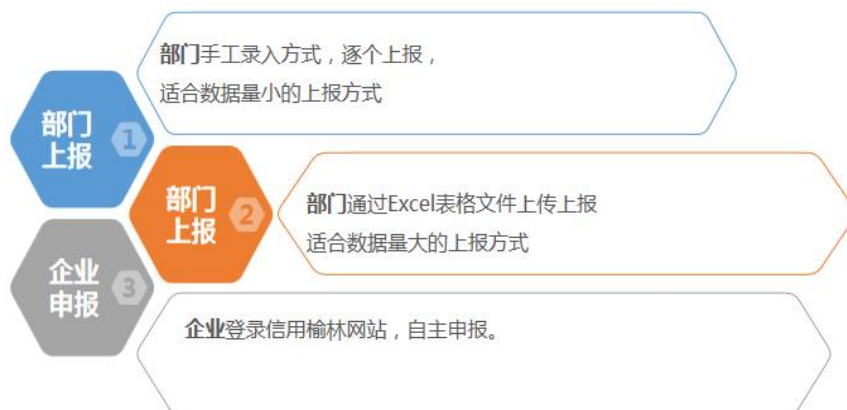 部门手工录入方式，逐个上报，
适合数据量小的上报方式
部门
上报
1
部门
上报
2
部门通过Excel表格文件上传上报
适合数据量大的上报方式
企业
申报
3
企业登录信用榆林网站，自主申报。